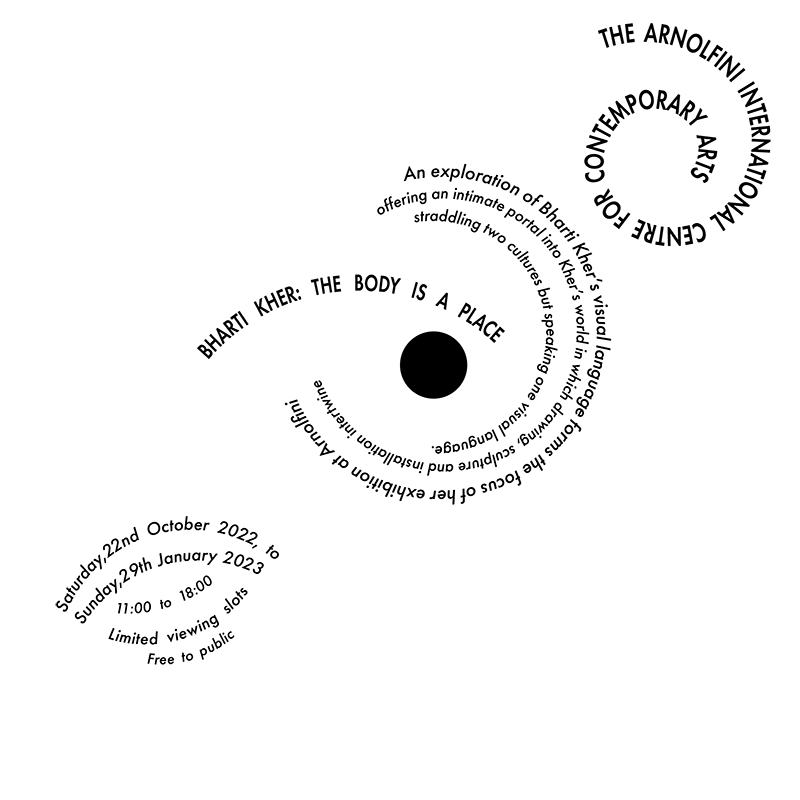 THE ARNOLFINI INTERNATIONAL CENTRE FOR CONTEMPORARY ARTS
An exploration of Bharti Kher's visual language forms the focus of her exhibition at Arnolfini
offering an intimate portal into Kher's world in which drawing, sculpture and installation intertwine
straddling two cultures but speaking one visual language.
BHARTI KHER: THE BODY IS A PLACE
Saturday,22nd October 2022, to
Sunday,29th January 2023
11:00 to 18:00
Limited viewing slots
Free to public